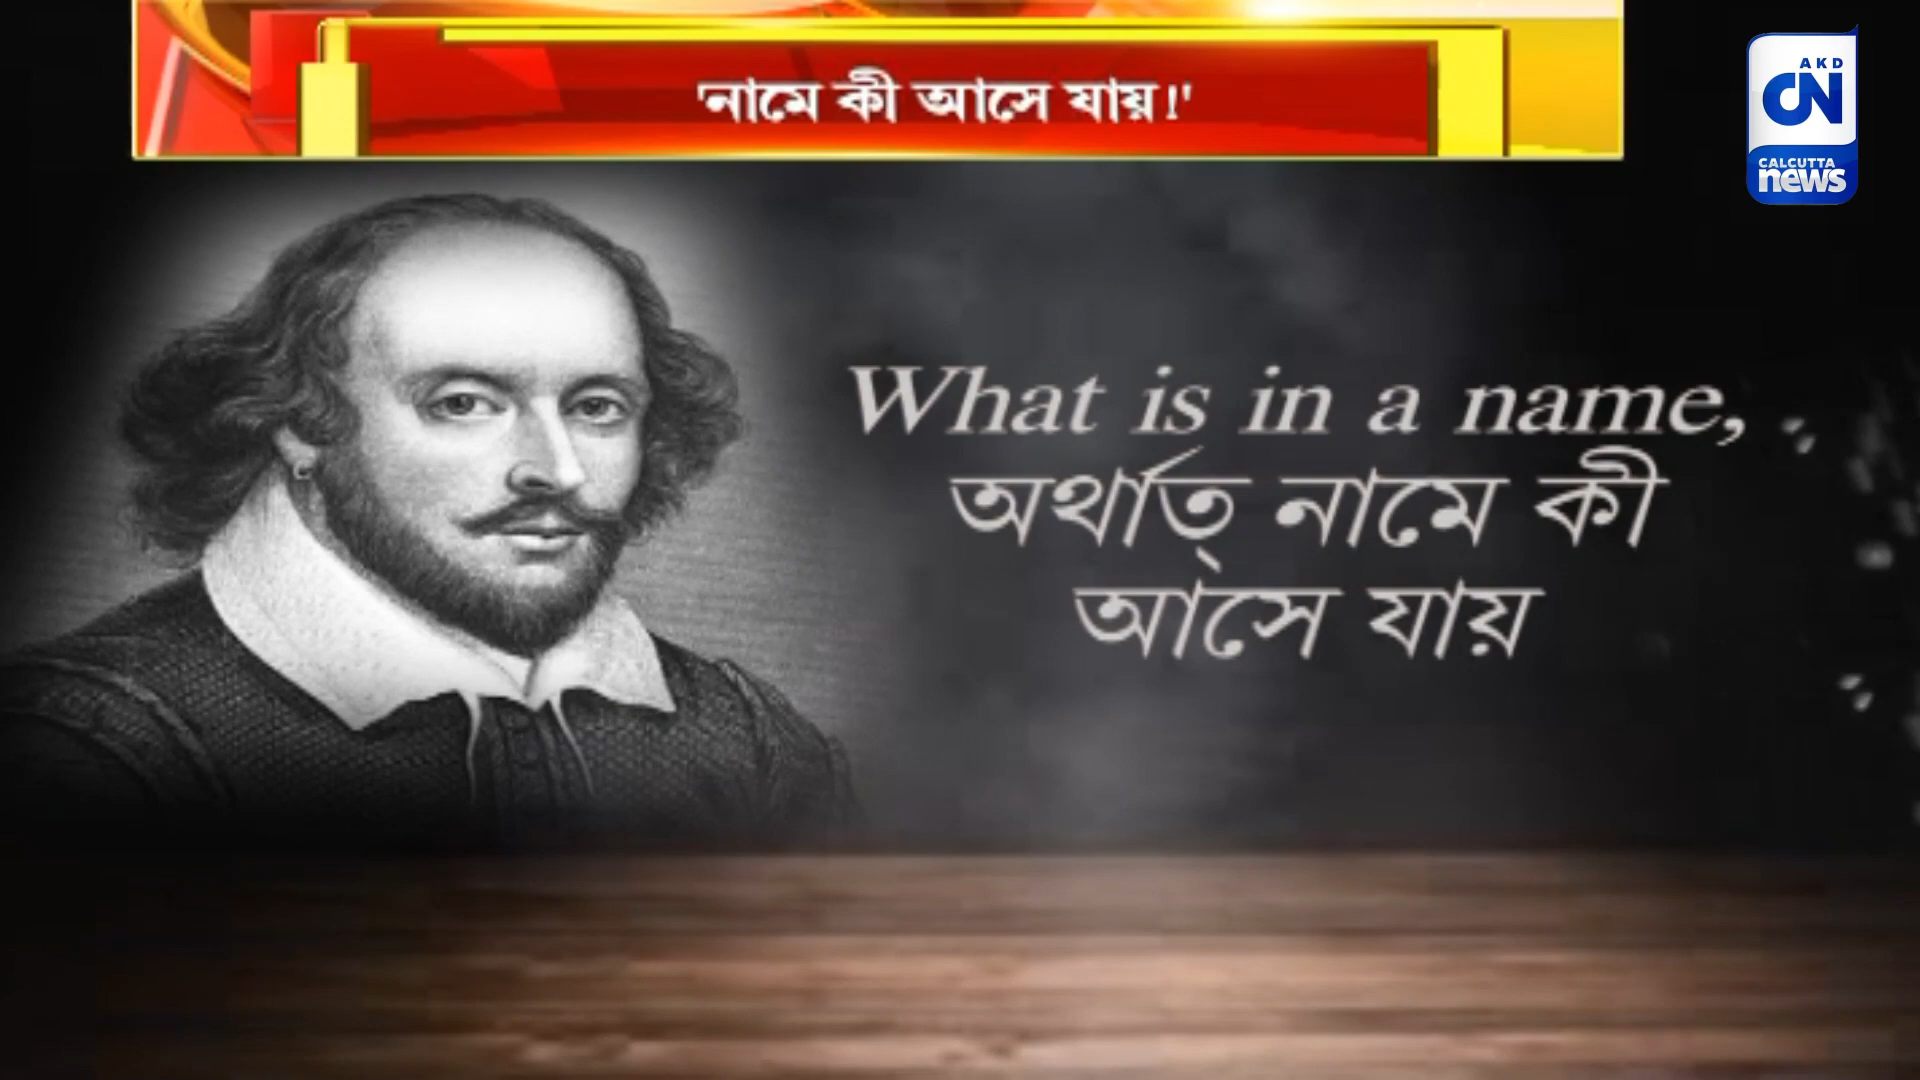 'নামে কী আসে যায়!'
AKD
CN
CALCUTTA
news
What is in a name,
অর্থাত্ নামে কী
আসে যায়